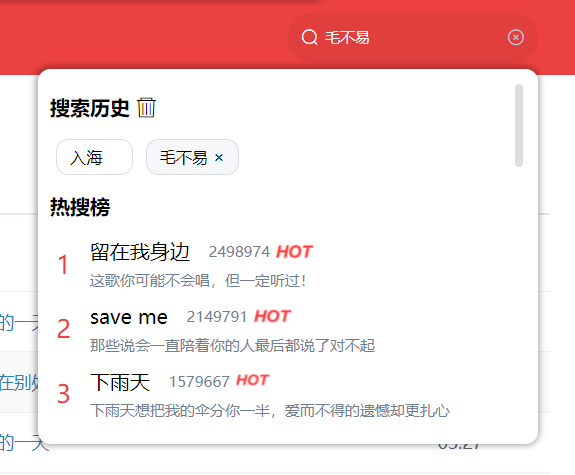 毛不易
搜索历史
入海
毛不易 ×
热搜榜
1
留在我身边 2498974 HOT
这歌你可能不会唱，但一定听过！
2
save me 2149791 HOT
那些说会一直陪着你的人最后都说了对不起
3
下雨天 1579667 HOT
下雨天想把我的伞分你一半，爱而不得的遗憾却更扎心
的一天
在别
的一天